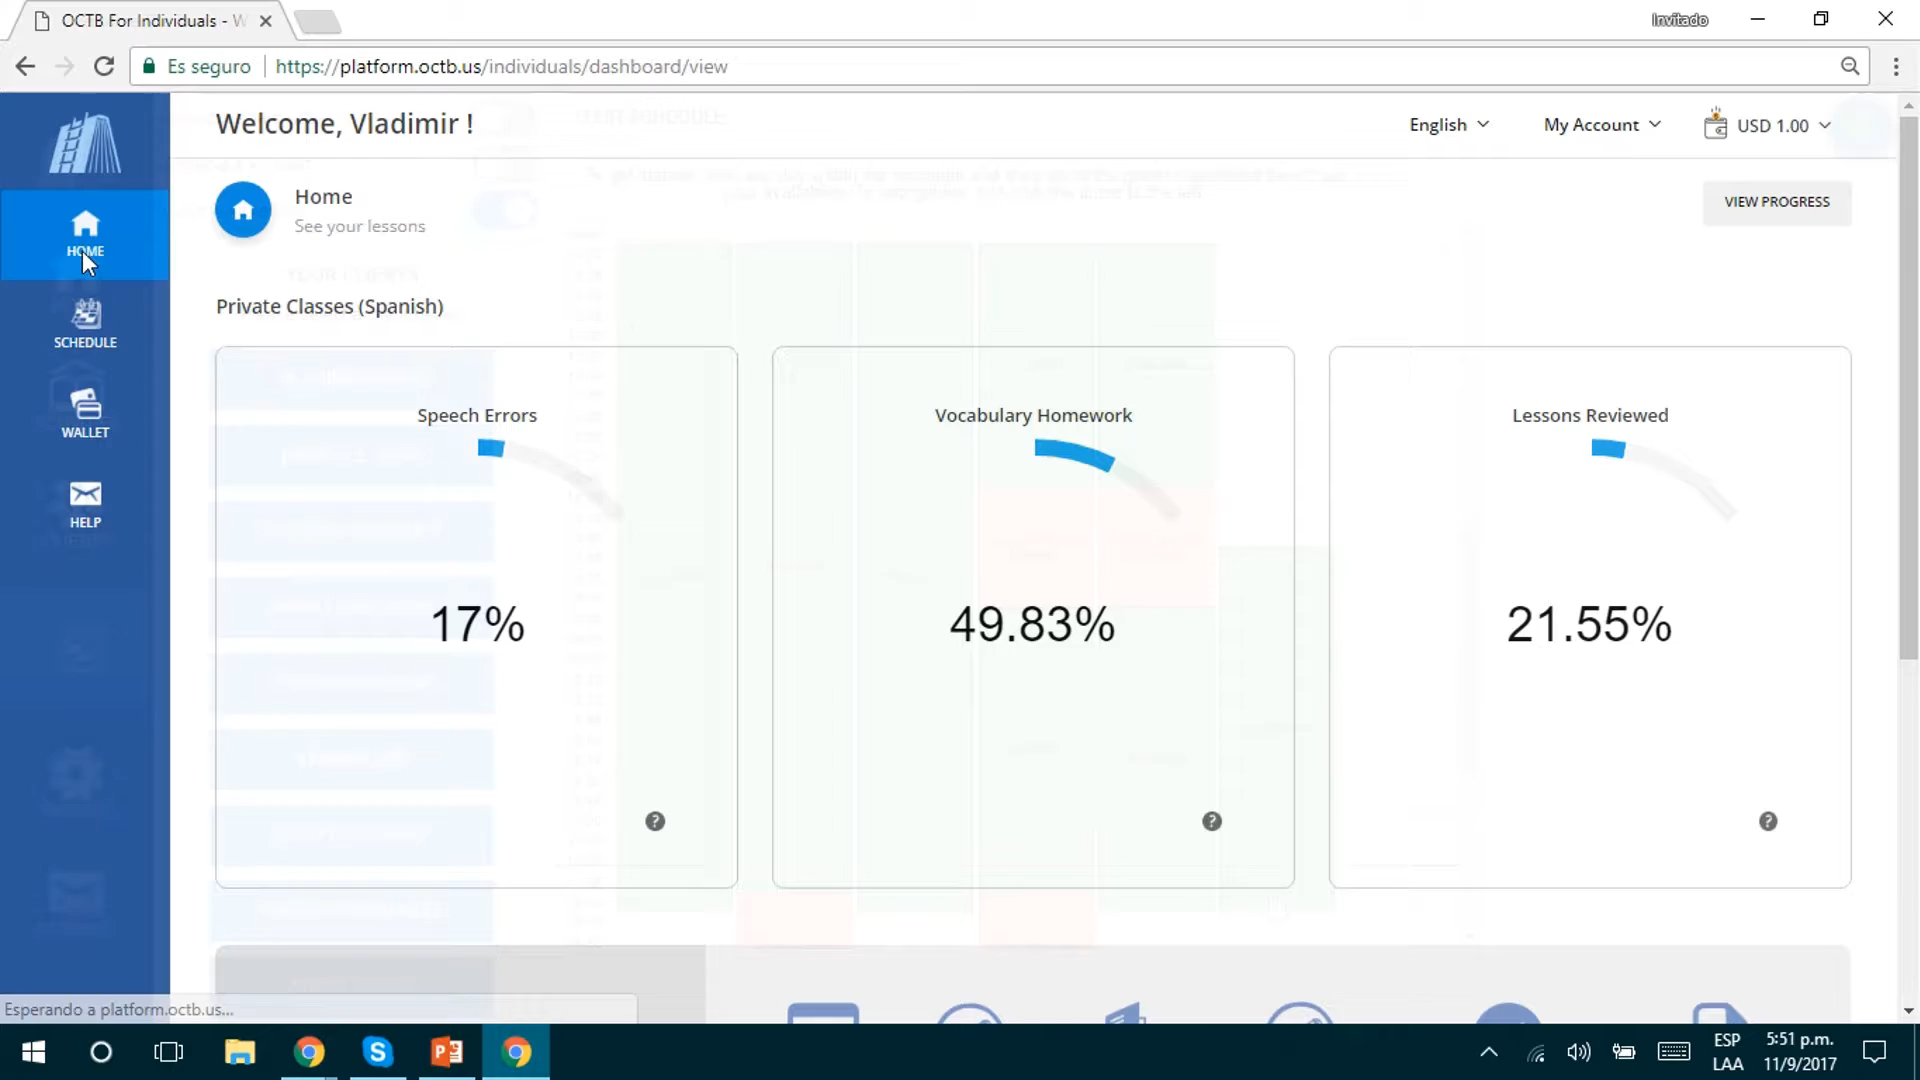 OCTB For Individuals - W
Invitado
Es seguro
https://platform.octb.us/individuals/dashboard/view
Welcome, Vladimir !
English
My Account
USD 1.00
HOME
SCHEDULE
WALLET
HELP
Home
See your lessons
VIEW PROGRESS
Private Classes (Spanish)
Speech Errors
17%
?
Vocabulary Homework
49.83%
?
Lessons Reviewed
21.55%
?
Esperando a platform.octb.us...
ESP
LAA
5:51 p.m.
11/9/2017